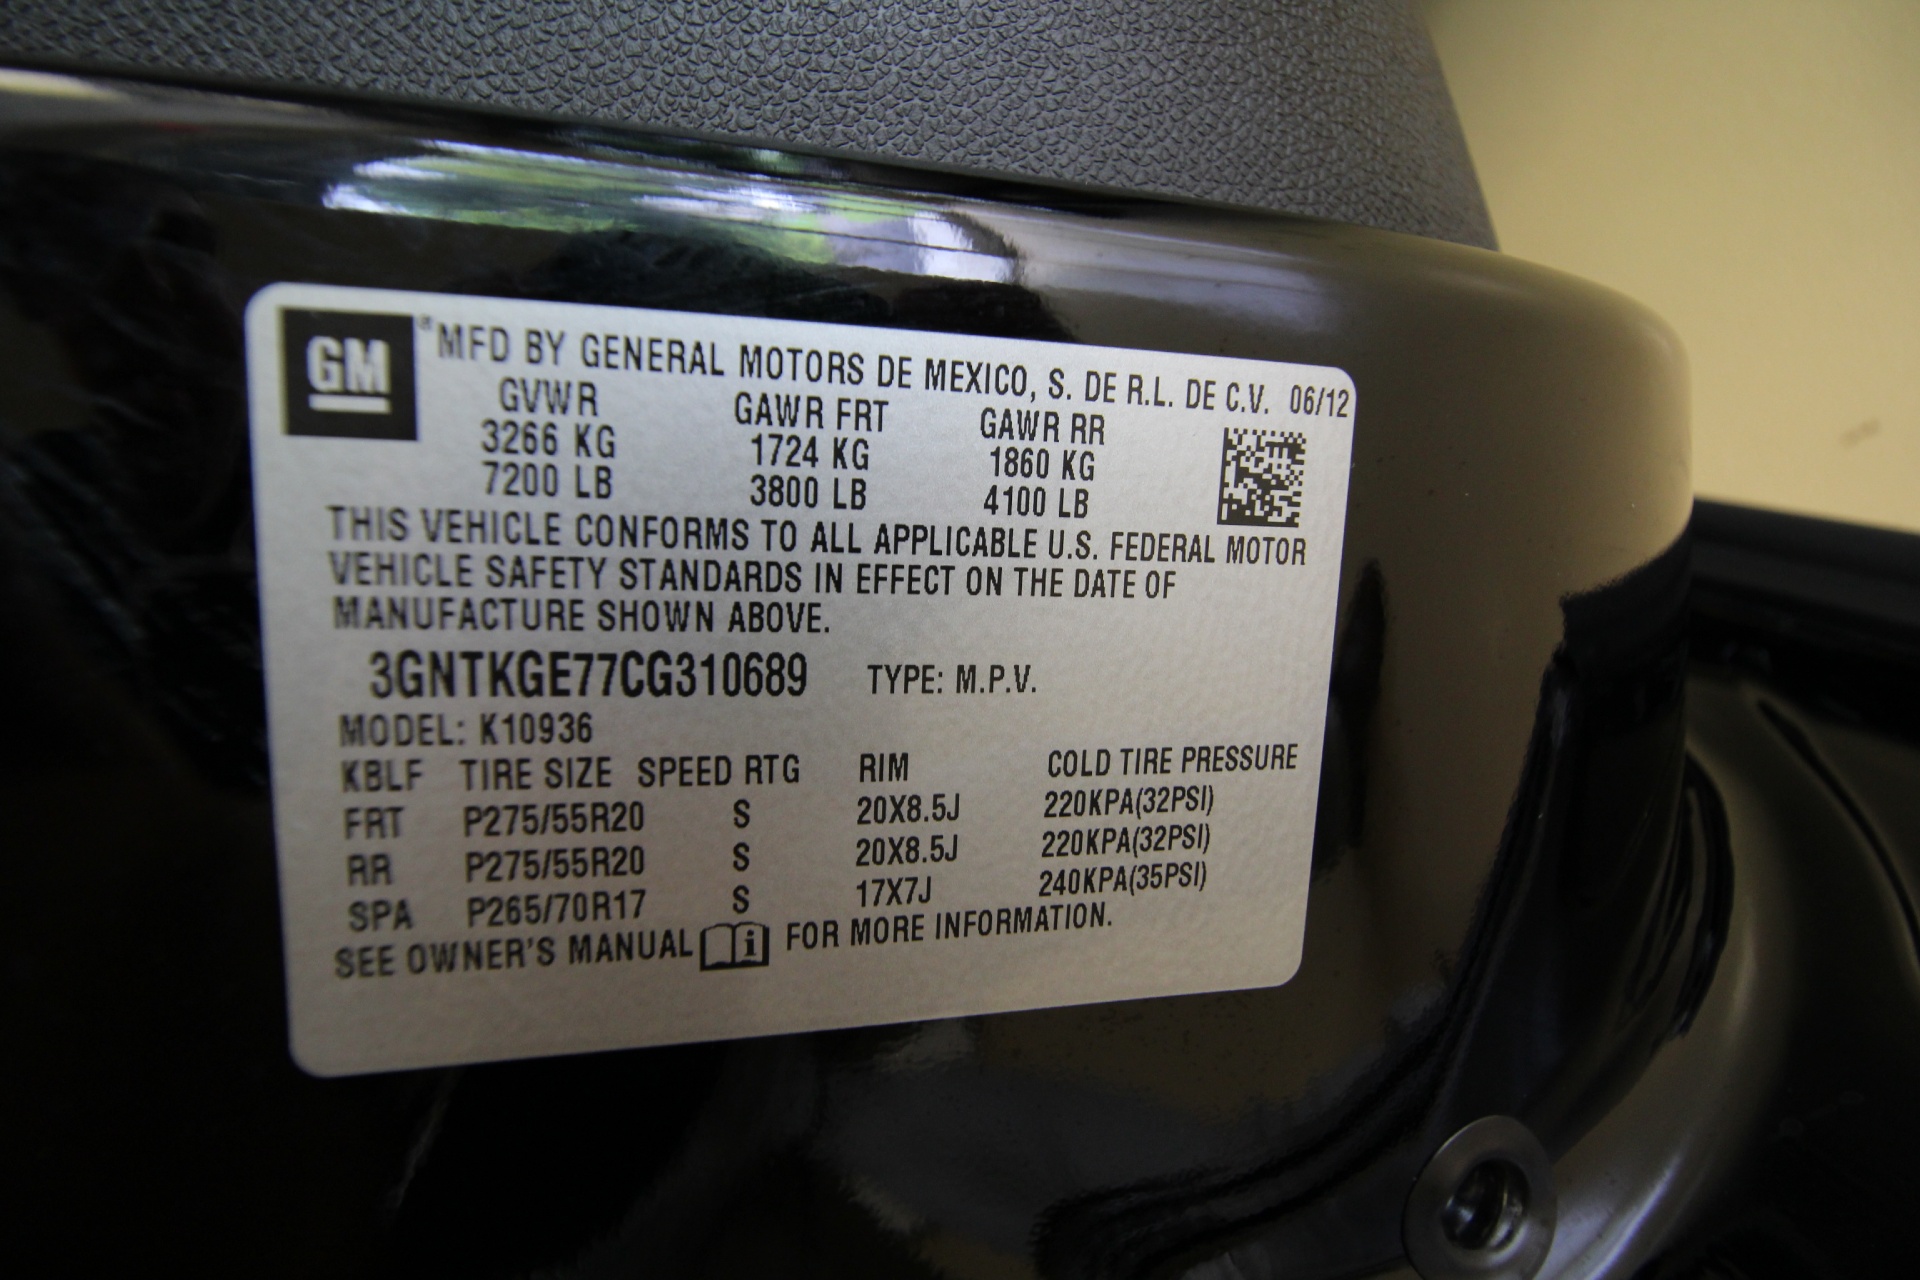 GM ® MFD BY GENERAL MOTORS DE MEXICO, S. DE R.L. DE C.V. 06/12
GVWR GAWR FRT GAWR RR
3266 KG 1724 KG 1860 KG
7200 LB 3800 LB 4100 LB
THIS VEHICLE CONFORMS TO ALL APPLICABLE U.S. FEDERAL MOTOR
VEHICLE SAFETY STANDARDS IN EFFECT ON THE DATE OF
MANUFACTURE SHOWN ABOVE.
3GNTKGE77CG310689 TYPE: M.P.V.
MODEL: K10936
KBLF TIRE SIZE SPEED RTG RIM COLD TIRE PRESSURE
FRT P275/55R20 S 20X8.5J 220KPA(32PSI)
RR P275/55R20 S 20X8.5J 220KPA(32PSI)
SPA P265/70R17 S 17X7J 240KPA(35PSI)
SEE OWNER'S MANUAL i FOR MORE INFORMATION.